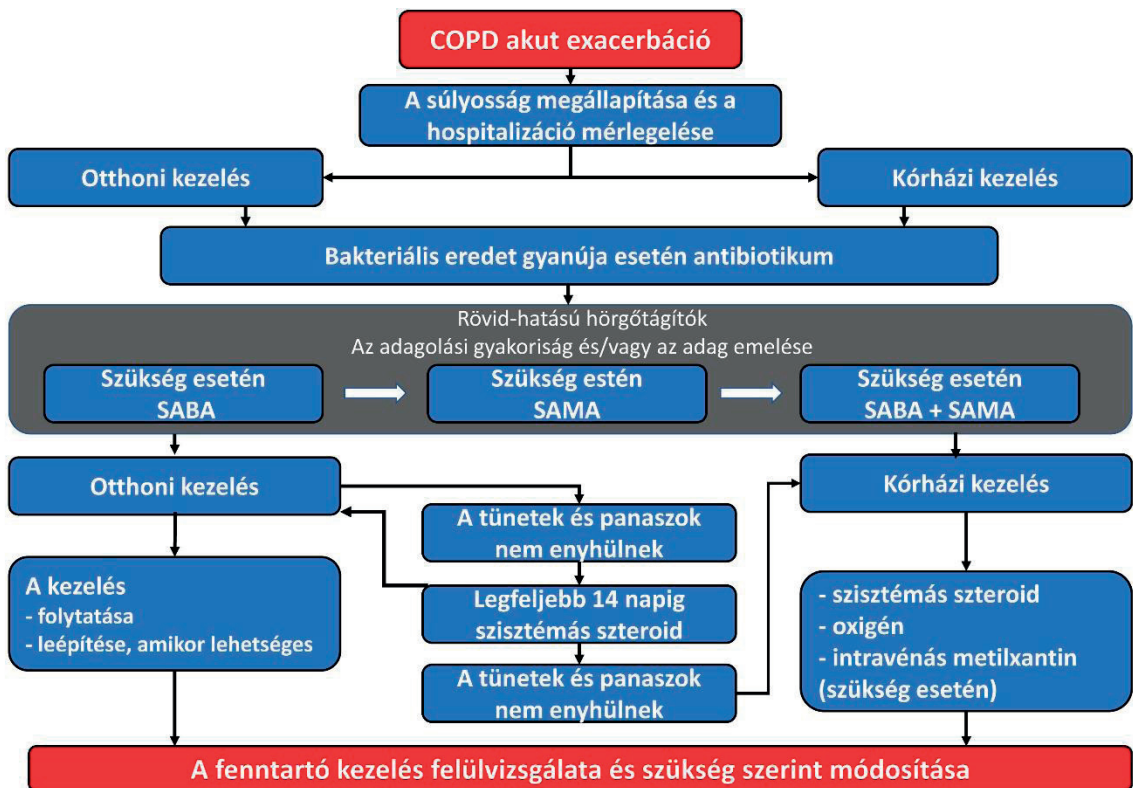 COPD akut exacerbáció
A súlyosság megállapítása és a
hospitalizáció mérlegelése
Otthoni kezelés
Kórházi kezelés
Bakteriális eredet gyanúja esetén antibiotikum
Rövid-hatású hörgőtágítók
Az adagolási gyakoriság és/vagy az adag emelése
Szükség esetén
SABA
Szükség estén
SAMA
Szükség esetén
SABA + SAMA
Otthoni kezelés
Kórházi kezelés
A tünetek és panaszok
nem enyhülnek
A kezelés
- folytatása
- leépítése, amikor lehetséges
Legfeljebb 14 napig
szisztémás szteroid
A tünetek és panaszok
nem enyhülnek
- szisztémás szteroid
- oxigén
- intravénás metilxantin
(szükség esetén)
A fenntartó kezelés felülvizsgálata és szükség szerint módosítása